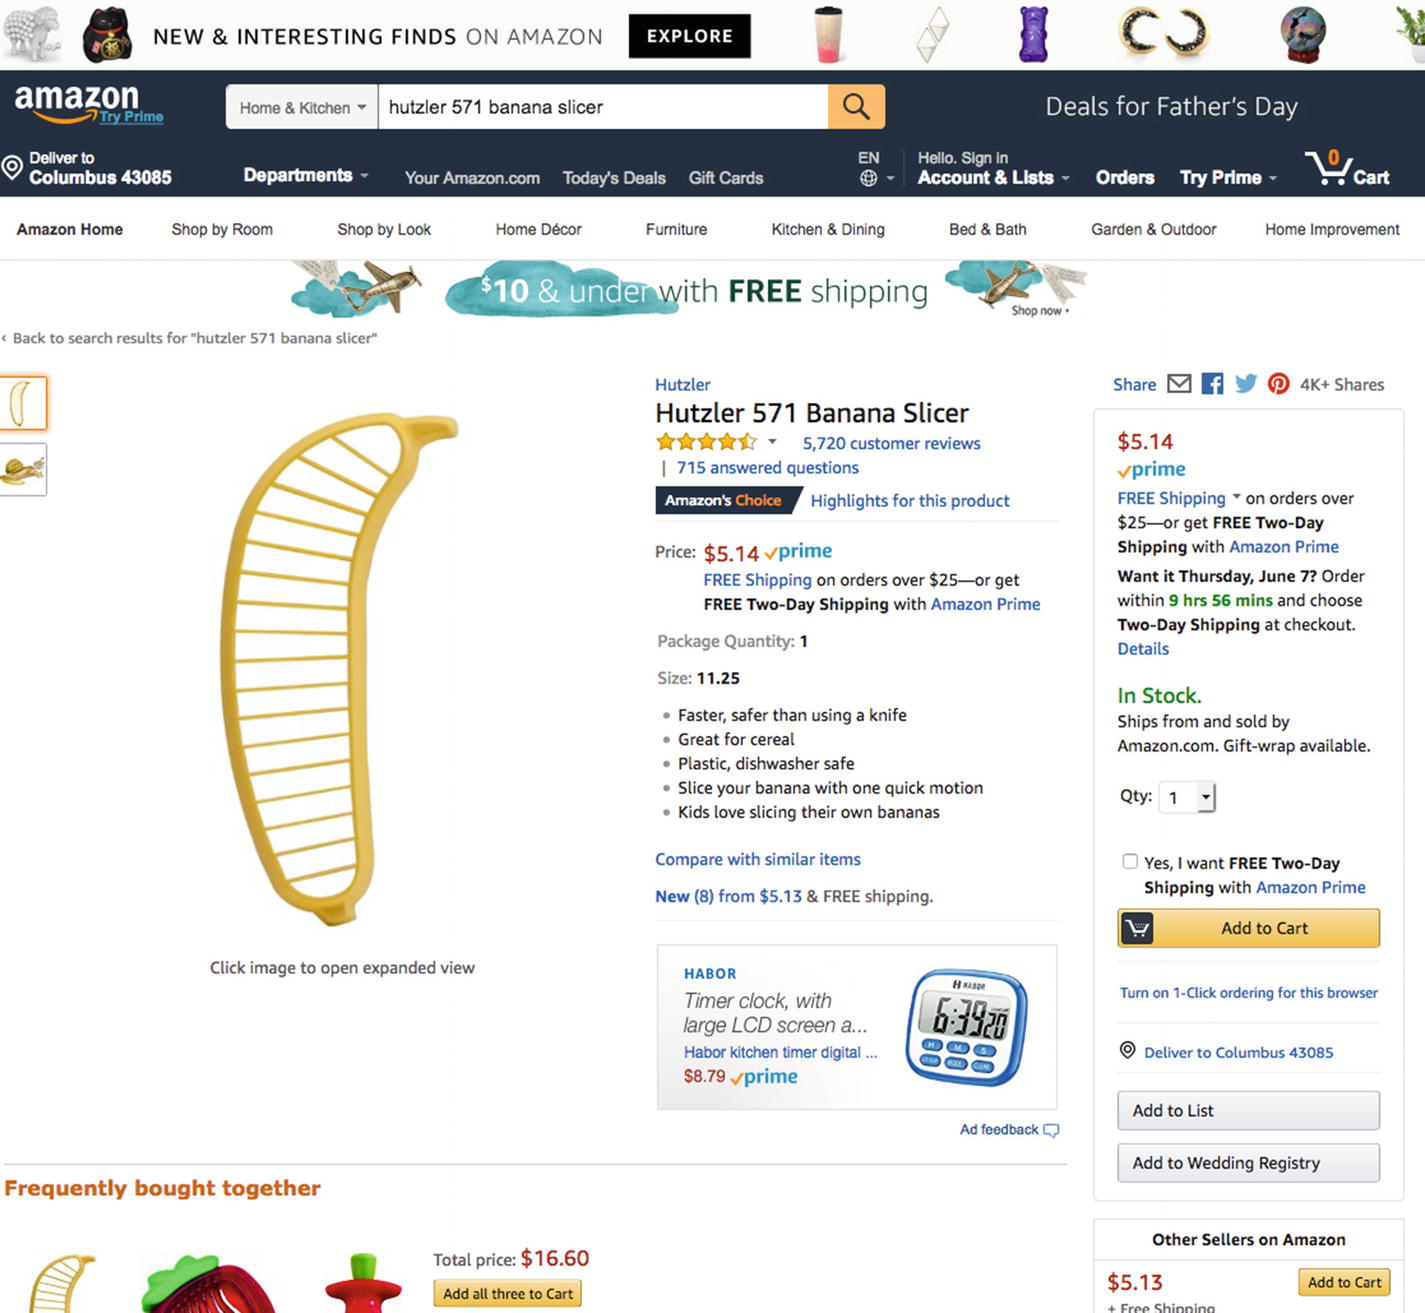 NEW & INTERESTING FINDS ON AMAZON EXPLORE
amazon
Try Prime
Home & Kitchen
hutzler 571 banana slicer
Deals for Father's Day
Deliver to
Columbus 43085
Departments
Your Amazon.com
Today's Deals
Gift Cards
EN
Hello. Sign in
Account & Lists
Orders
Try Prime
0
Cart
Amazon Home
Shop by Room
Shop by Look
Home Décor
Furniture
Kitchen & Dining
Bed & Bath
Garden & Outdoor
Home Improvement
$10 & under with FREE shipping
Shop now ›
‹ Back to search results for "hutzler 571 banana slicer"
Click image to open expanded view
Hutzler
Hutzler 571 Banana Slicer
5,720 customer reviews
| 715 answered questions
Amazon's Choice Highlights for this product
Price: $5.14 prime
FREE Shipping on orders over $25—or get
FREE Two-Day Shipping with Amazon Prime
Package Quantity: 1
Size: 11.25
• Faster, safer than using a knife
• Great for cereal
• Plastic, dishwasher safe
• Slice your banana with one quick motion
• Kids love slicing their own bananas
Compare with similar items
New (8) from $5.13 & FREE shipping.
HABOR
Timer clock, with
large LCD screen a...
Habor kitchen timer digital ...
$8.79 prime
HABOR
6:39 20
H M S
Ad feedback
Share 4K+ Shares
$5.14
prime
FREE Shipping on orders over
$25—or get FREE Two-Day
Shipping with Amazon Prime
Want it Thursday, June 7? Order
within 9 hrs 56 mins and choose
Two-Day Shipping at checkout.
Details
In Stock.
Ships from and sold by
Amazon.com. Gift-wrap available.
Qty: 1
Yes, I want FREE Two-Day
Shipping with Amazon Prime
Add to Cart
Turn on 1-Click ordering for this browser
Deliver to Columbus 43085
Add to List
Add to Wedding Registry
Other Sellers on Amazon
$5.13 Add to Cart
+ Free Shipping
Frequently bought together
Total price: $16.60
Add all three to Cart